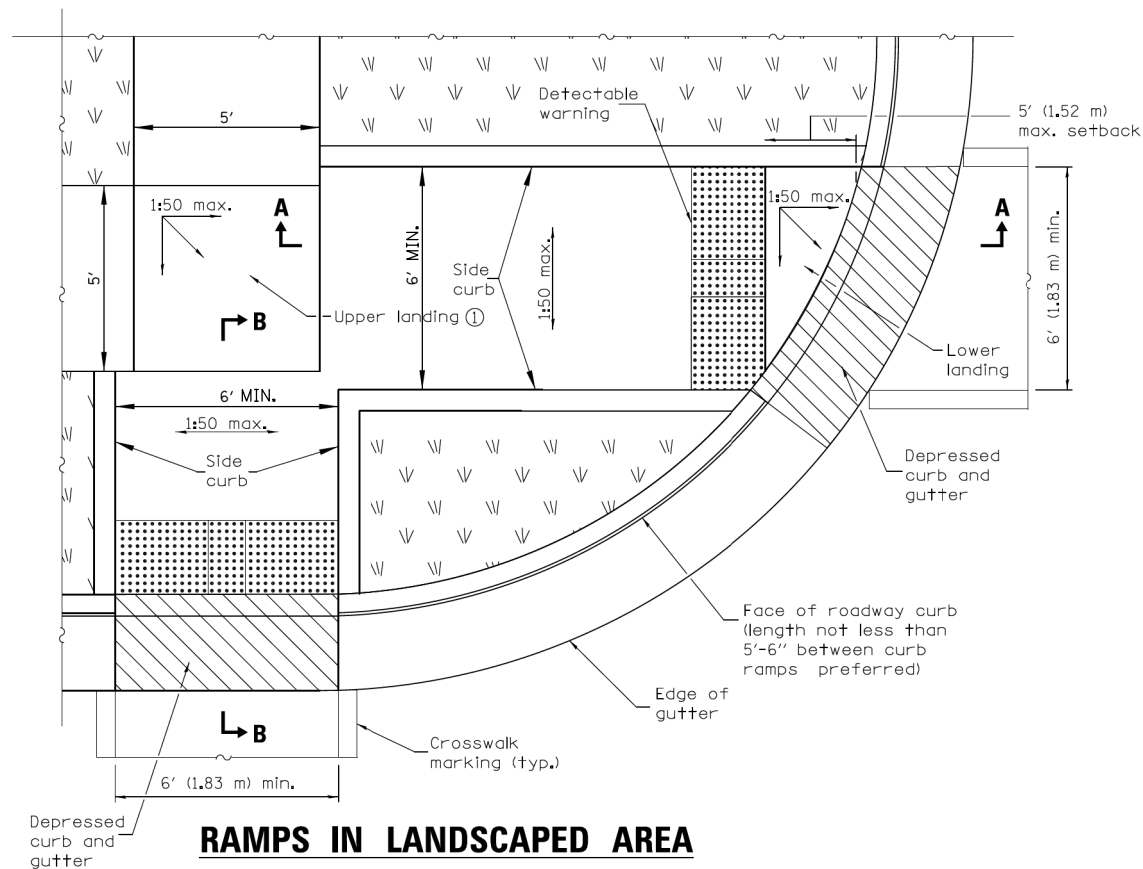 Detectable
warning
5' (1.52 m)
max. setback
5'
1:50 max.
A
5'
B
Upper landing ①
6' MIN.
Side
curb
1:50 max.
1:50 max.
A
6' (1.83 m) min.
Lower
landing
6' MIN.
1:50 max.
Side
curb
Depressed
curb and
gutter
Face of roadway curb
(length not less than
5'-6" between curb
ramps preferred)
Edge of
gutter
B
Crosswalk
marking (typ.)
6' (1.83 m) min.
Depressed
curb and
gutter
RAMPS IN LANDSCAPED AREA